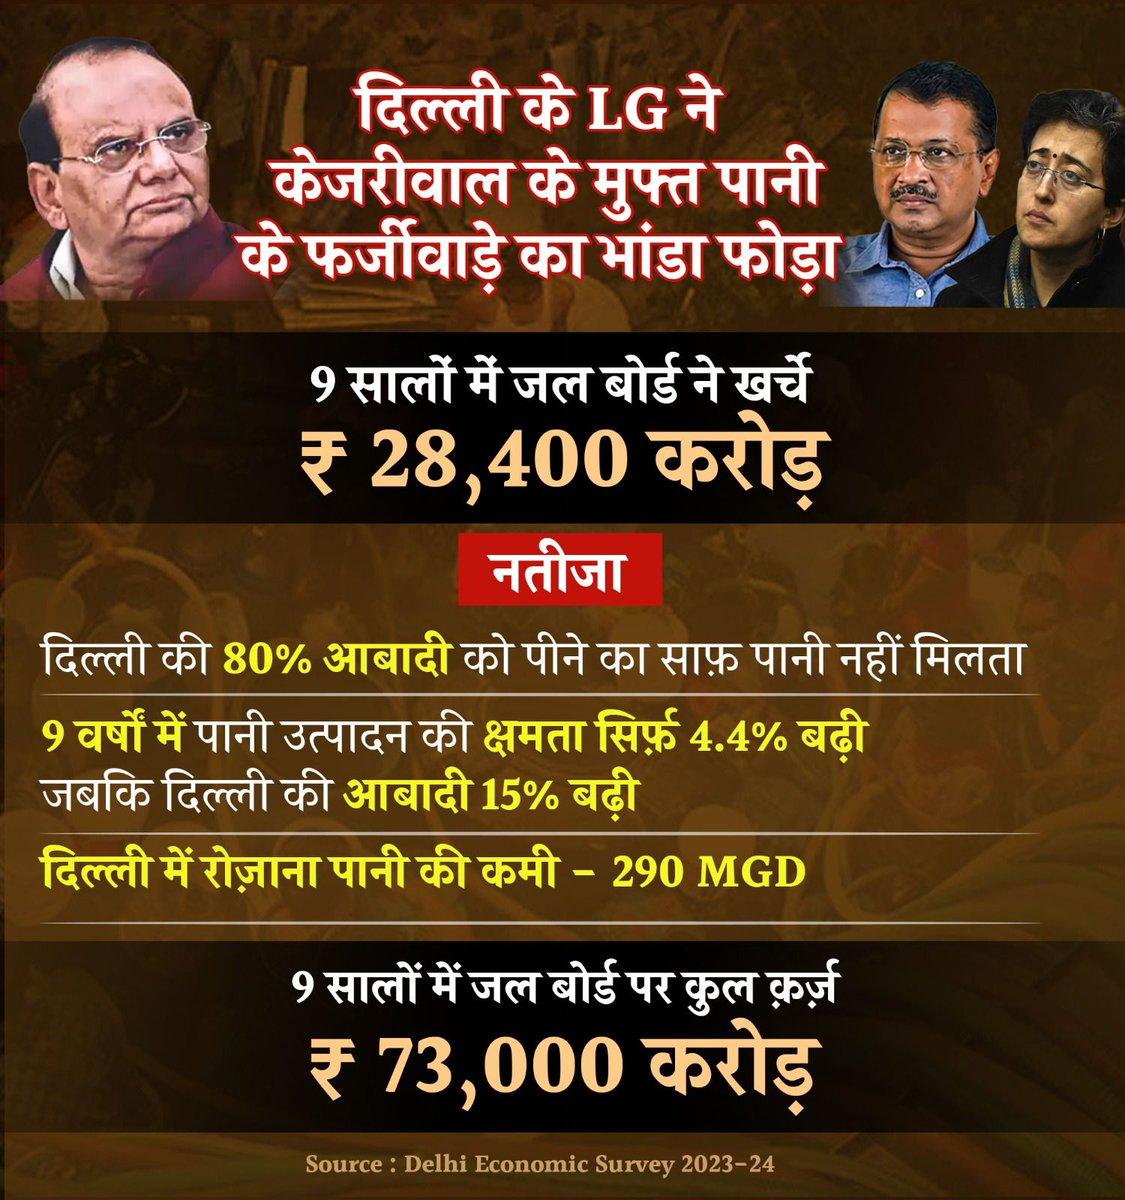 दिल्ली के LG ने
केजरीवाल के मुफ्त पानी
के फर्जीवाड़े का भांडा फोड़ा
9 सालों में जल बोर्ड ने खर्चे
₹ 28,400 करोड़
नतीजा
दिल्ली की 80% आबादी को पीने का साफ़ पानी नहीं मिलता
9 वर्षों में पानी उत्पादन की क्षमता सिर्फ़ 4.4% बढ़ी
जबकि दिल्ली की आबादी 15% बढ़ी
दिल्ली में रोज़ाना पानी की कमी - 290 MGD
9 सालों में जल बोर्ड पर कुल क़र्ज़
₹ 73,000 करोड़
Source : Delhi Economic Survey 2023-24